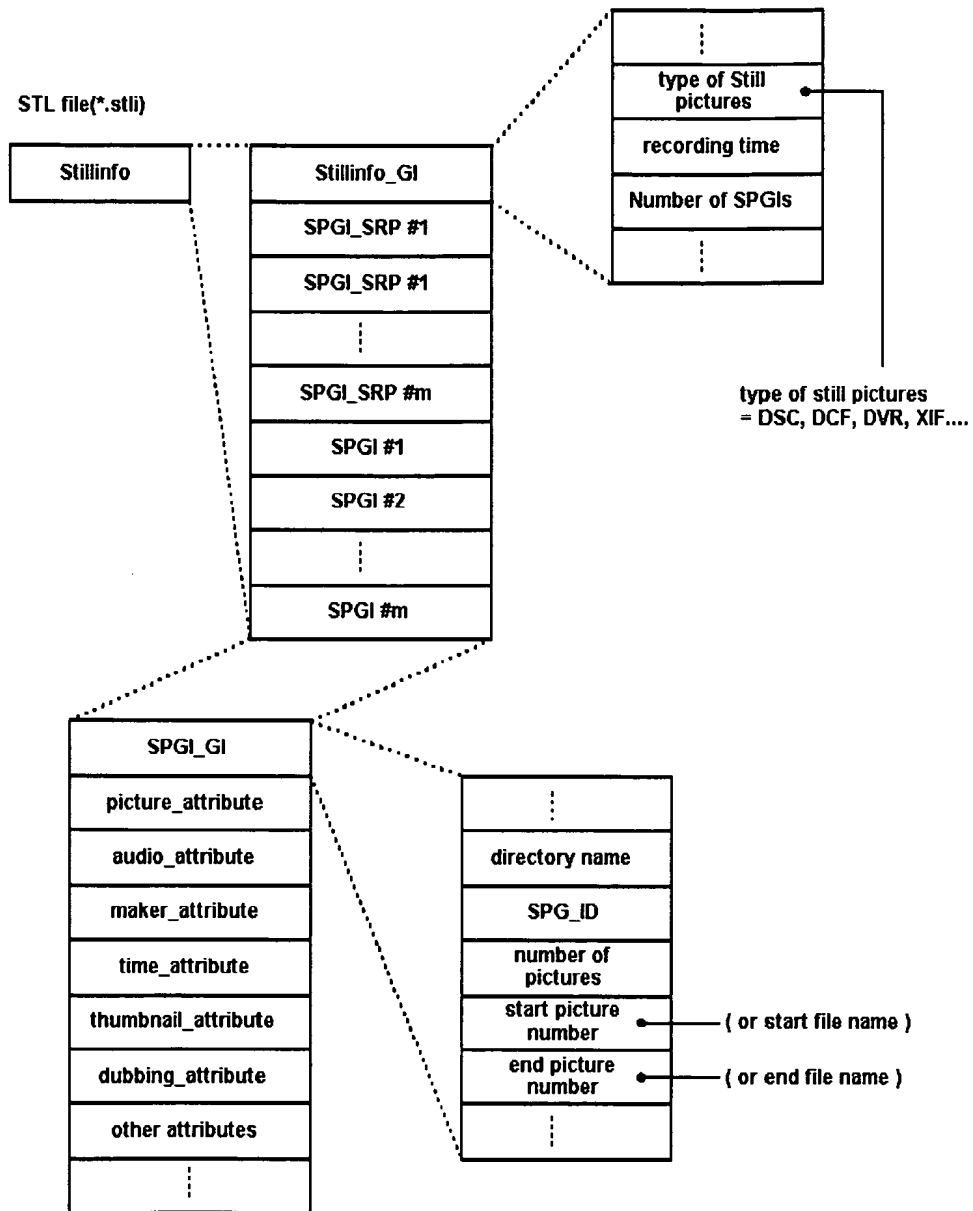 STL file(*.stli)
Stillinfo
Stillinfo_GI
SPGI_SRP #1
SPGI_SRP #1
SPGI_SRP #m
SPGI #1
SPGI #2
SPGI #m
type of Still
pictures
recording time
Number of SPGIs
type of still pictures
= DSC, DCF, DVR, XIF....
SPGI_GI
picture_attribute
audio_attribute
maker_attribute
time_attribute
thumbnail_attribute
dubbing_attribute
other attributes
directory name
SPG_ID
number of
pictures
start picture
number
( or start file name )
end picture
number
( or end file name )